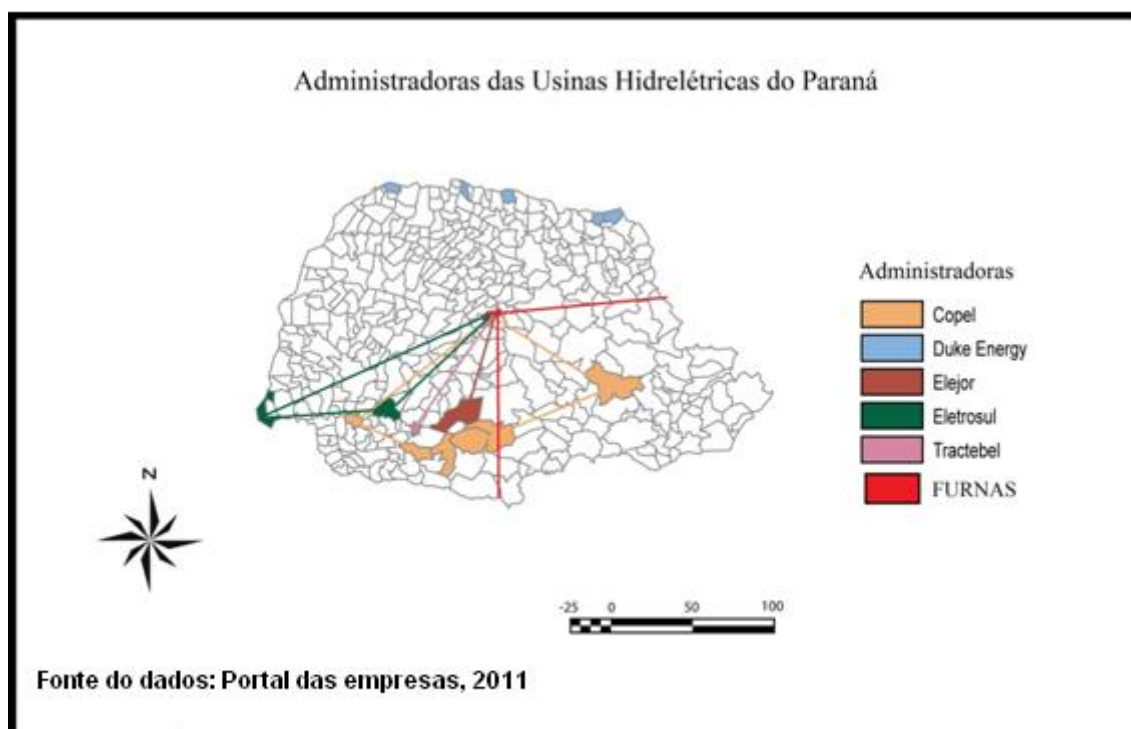 Administradoras das Usinas Hidrelétricas do Paraná
Administradoras
Copel
Duke Energy
Elejor
Eletrosul
Tractebel
FURNAS
N
-25 0 50 100
Fonte do dados: Portal das empresas, 2011